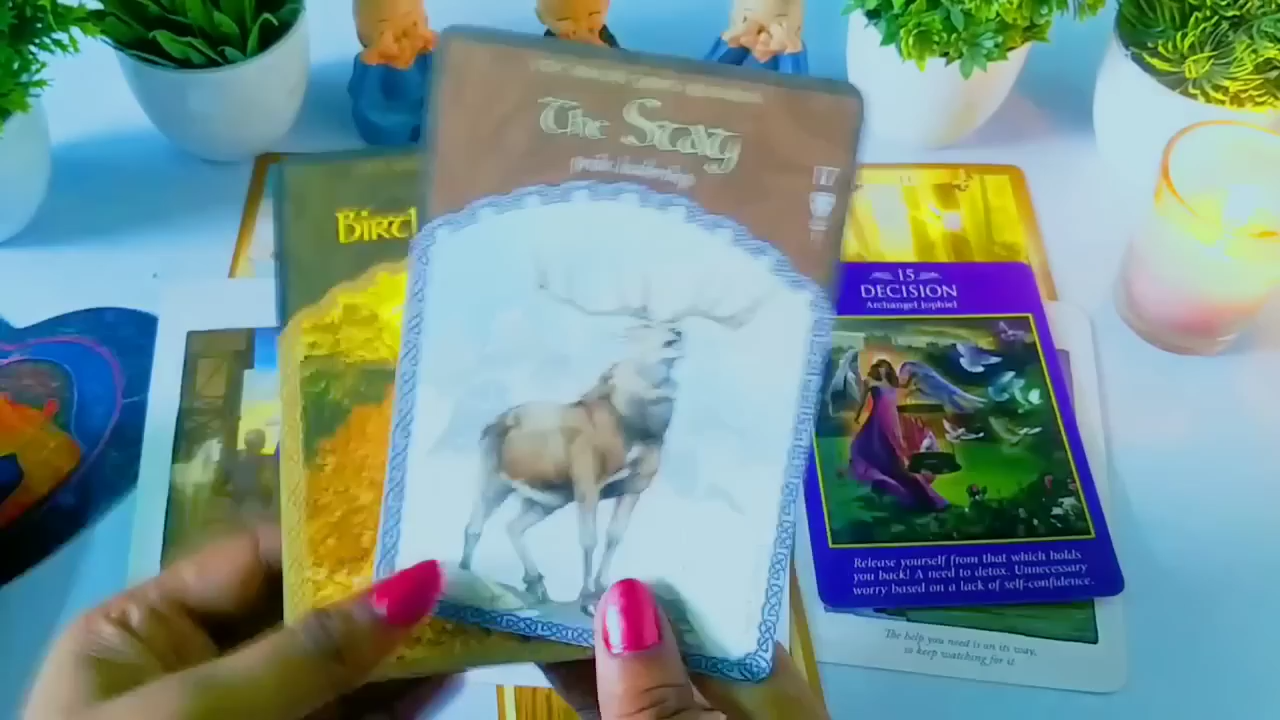 The Stag
Birth
15
DECISION
Archangel Jophiel
Release yourself from that which holds
you back! A need to detox. Unnecessary
worry based on a lack of self-confidence.
The help you need is on its way,
so keep watching for it.